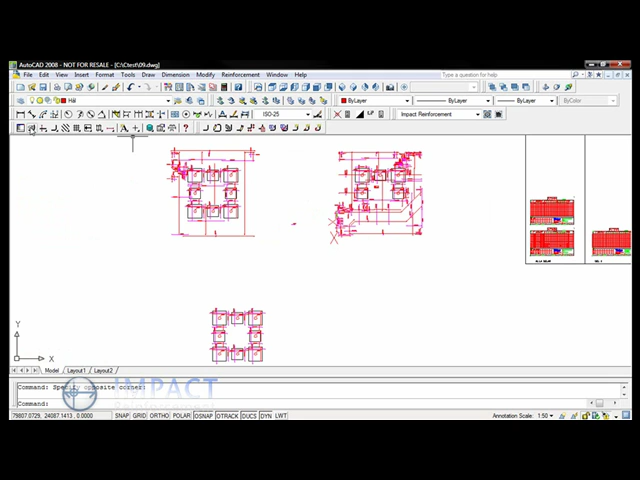 AutoCAD 2008 - NOT FOR RESALE - [C:\Ctest\09.dwg]
File Edit View Insert Format Tools Draw Dimension Modify Reinforcement Window Help
Type a question for help
Hál
ByLayer
ByLayer
ByLayer
ByColor
ISO-25
Impact Reinforcement
Y
X
Model Layout1 Layout2
Command: Specify opposite corner:
Command:
IMPACT
Reinforcement
79807.0729, 24087.1413 , 0.0000
SNAP GRID ORTHO POLAR OSNAP OTRACK DUCS DYN LWT
Annotation Scale: 1:50